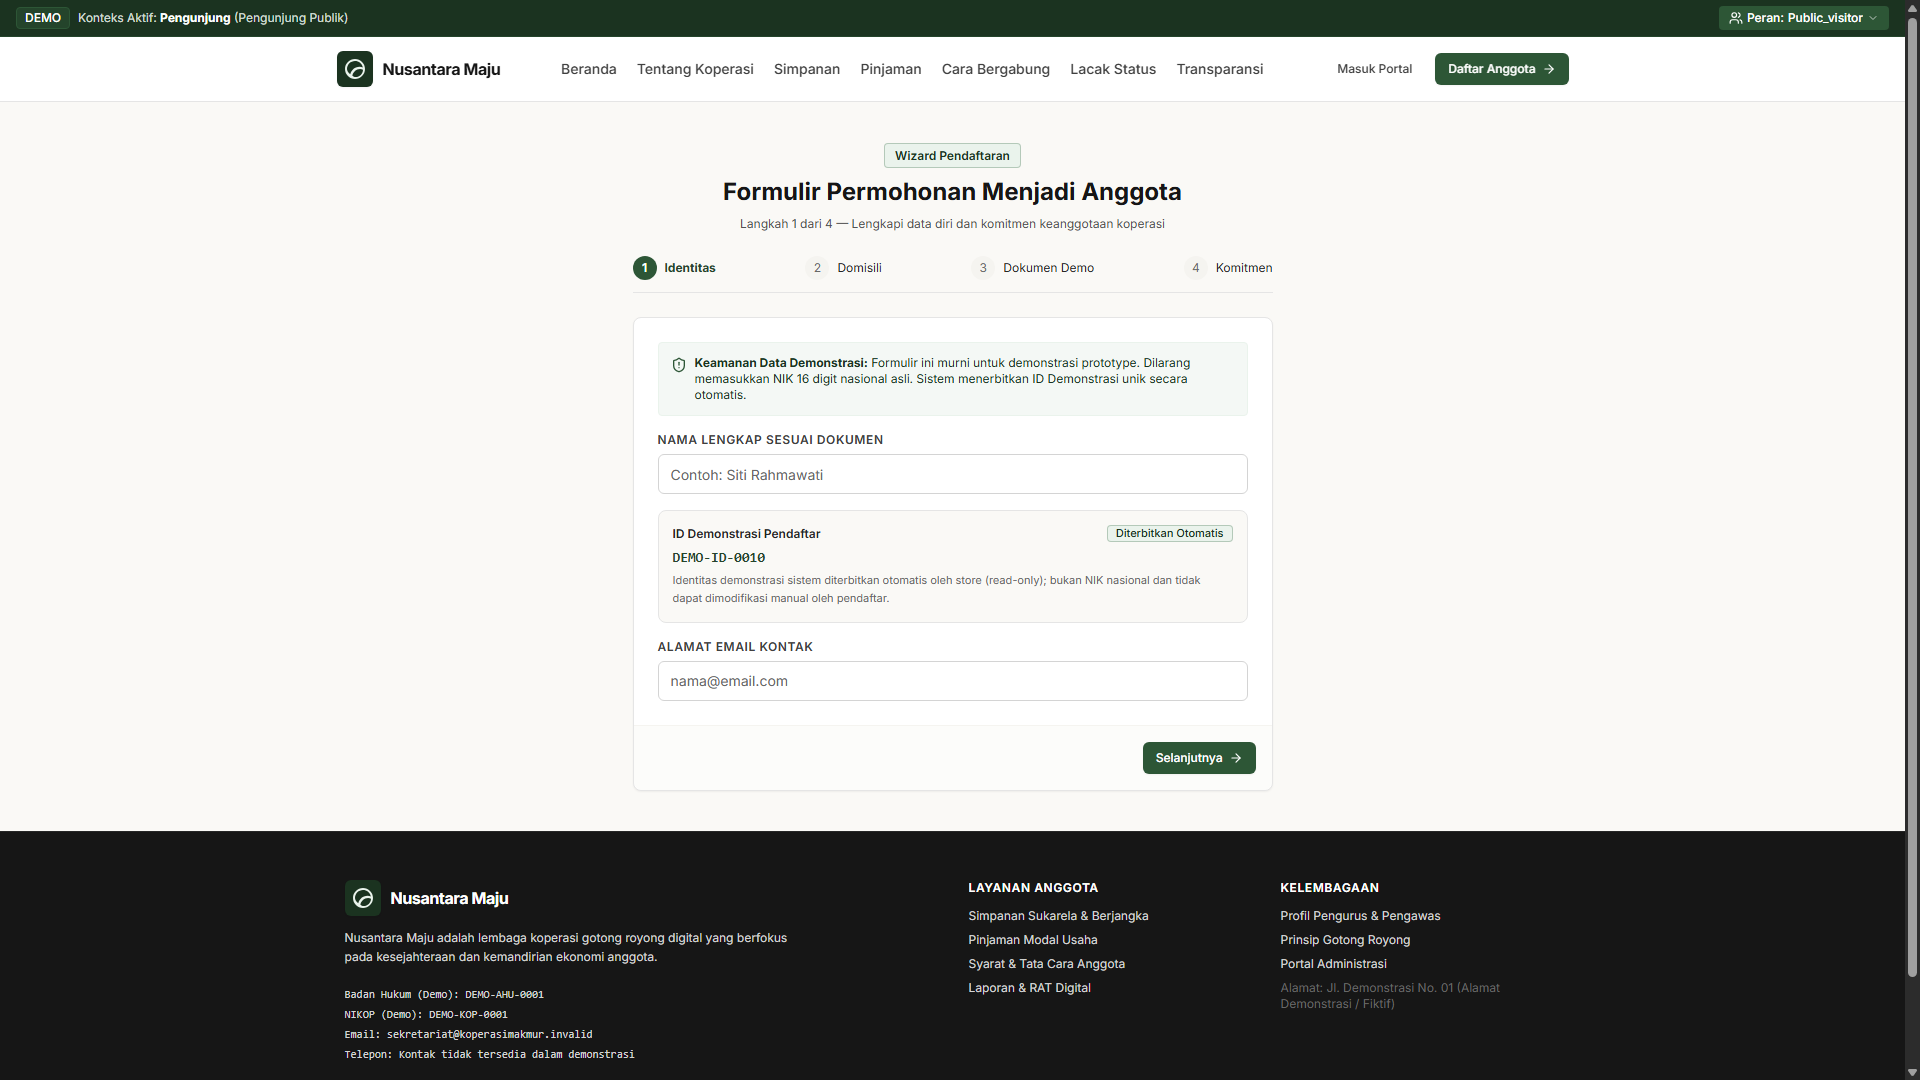 DEMO Konteks Aktif: Pengunjung (Pengunjung Publik)
Peran: Public_visitor
Nusantara Maju
Beranda Tentang Koperasi Simpanan Pinjaman Cara Bergabung Lacak Status Transparansi
Masuk Portal
Daftar Anggota
Wizard Pendaftaran
Formulir Permohonan Menjadi Anggota
Langkah 1 dari 4 — Lengkapi data diri dan komitmen keanggotaan koperasi
1 Identitas 2 Domisili 3 Dokumen Demo 4 Komitmen
Keamanan Data Demonstrasi: Formulir ini murni untuk demonstrasi prototype. Dilarang
memasukkan NIK 16 digit nasional asli. Sistem menerbitkan ID Demonstrasi unik secara
otomatis.
NAMA LENGKAP SESUAI DOKUMEN
Contoh: Siti Rahmawati
ID Demonstrasi Pendaftar
Diterbitkan Otomatis
DEMO-ID-0010
Identitas demonstrasi sistem diterbitkan otomatis oleh store (read-only); bukan NIK nasional dan tidak
dapat dimodifikasi manual oleh pendaftar.
ALAMAT EMAIL KONTAK
nama@email.com
Selanjutnya
Nusantara Maju
Nusantara Maju adalah lembaga koperasi gotong royong digital yang berfokus
pada kesejahteraan dan kemandirian ekonomi anggota.
Badan Hukum (Demo): DEMO-AHU-0001
NIKOP (Demo): DEMO-KOP-0001
Email: sekretariat@koperasimakmur.invalid
Telepon: Kontak tidak tersedia dalam demonstrasi
LAYANAN ANGGOTA
Simpanan Sukarela & Berjangka
Pinjaman Modal Usaha
Syarat & Tata Cara Anggota
Laporan & RAT Digital
KELEMBAGAAN
Profil Pengurus & Pengawas
Prinsip Gotong Royong
Portal Administrasi
Alamat: Jl. Demonstrasi No. 01 (Alamat
Demonstrasi / Fiktif)